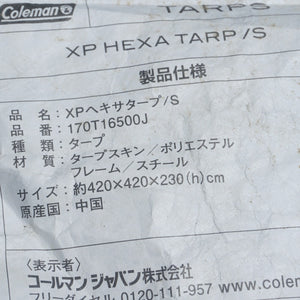 Coleman
TARPS
XP HEXA TARP /S
製品仕様
品　名：XPヘキサタープ/S
品　番：170T16500J
種　類：タープ
材　質：タープスキン／ポリエステル
フレーム／スチール
サイズ：約420×420×230(h)cm
原産国：中国
＜表示者＞
コールマン ジャパン株式会社
フリーダイヤル 0120-111-957 www.colem